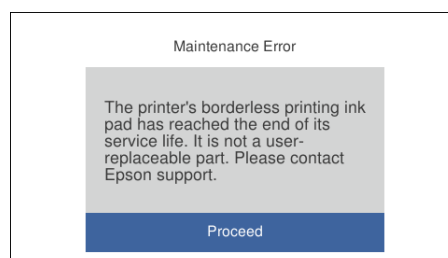 Maintenance Error
The printer's borderless printing ink
pad has reached the end of its
service life. It is not a user-
replaceable part. Please contact
Epson support.
Proceed